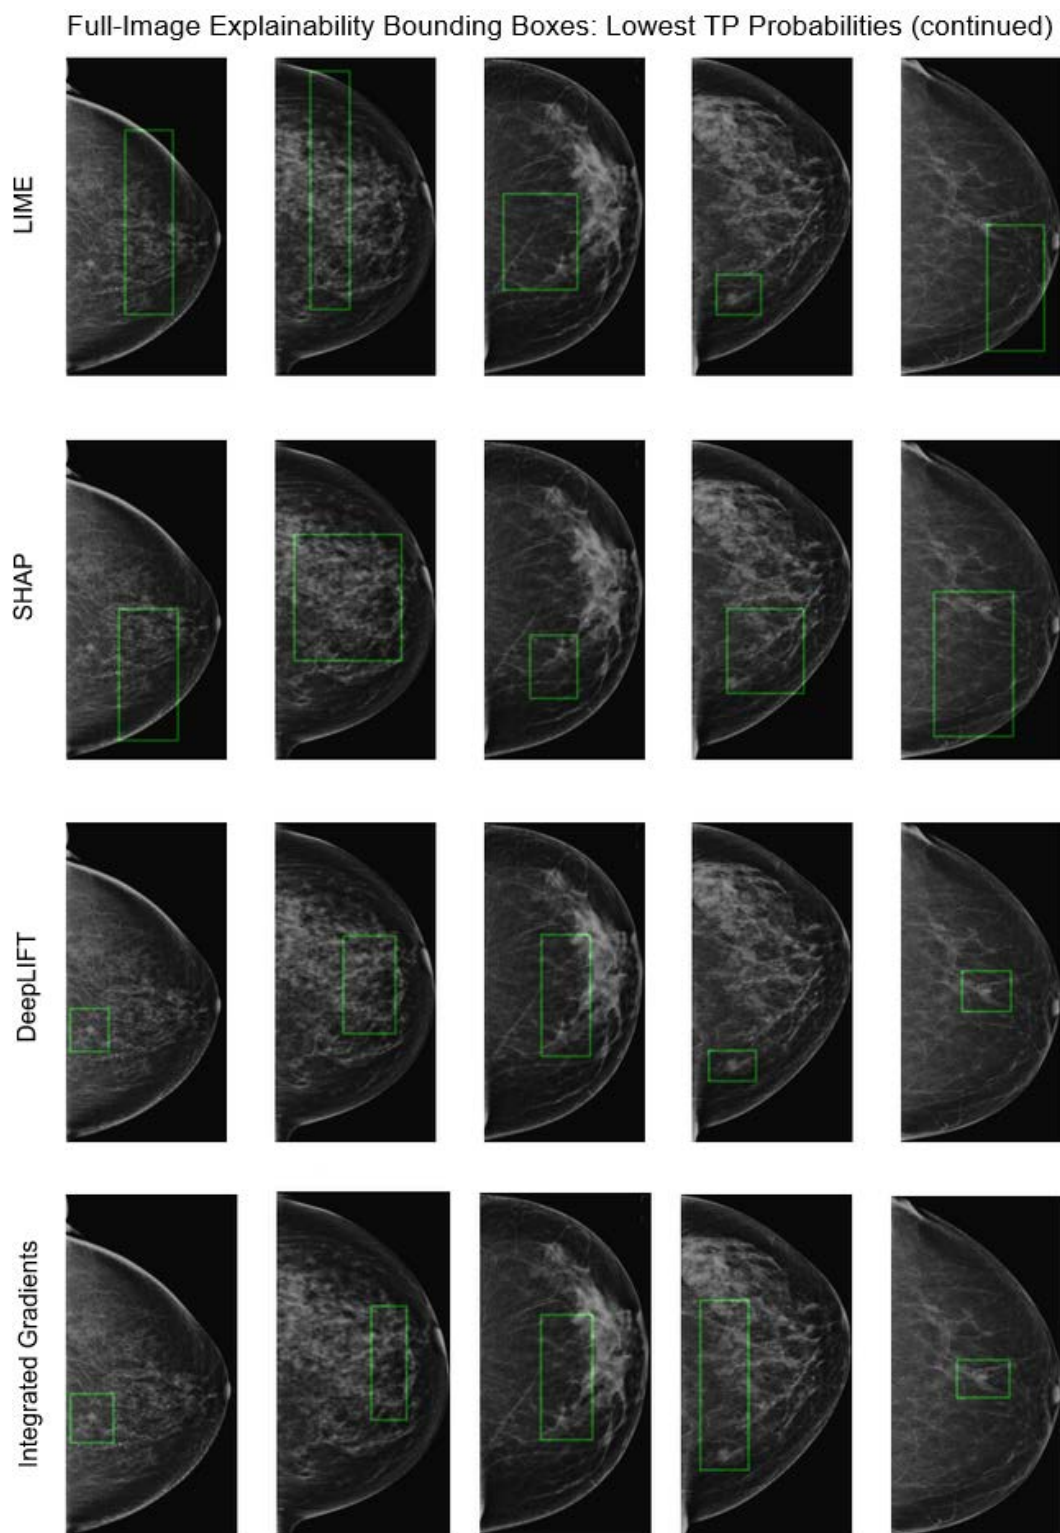 Full-Image Explainability Bounding Boxes: Lowest TP Probabilities (continued)
LIME
SHAP
DeepLIFT
Integrated Gradients